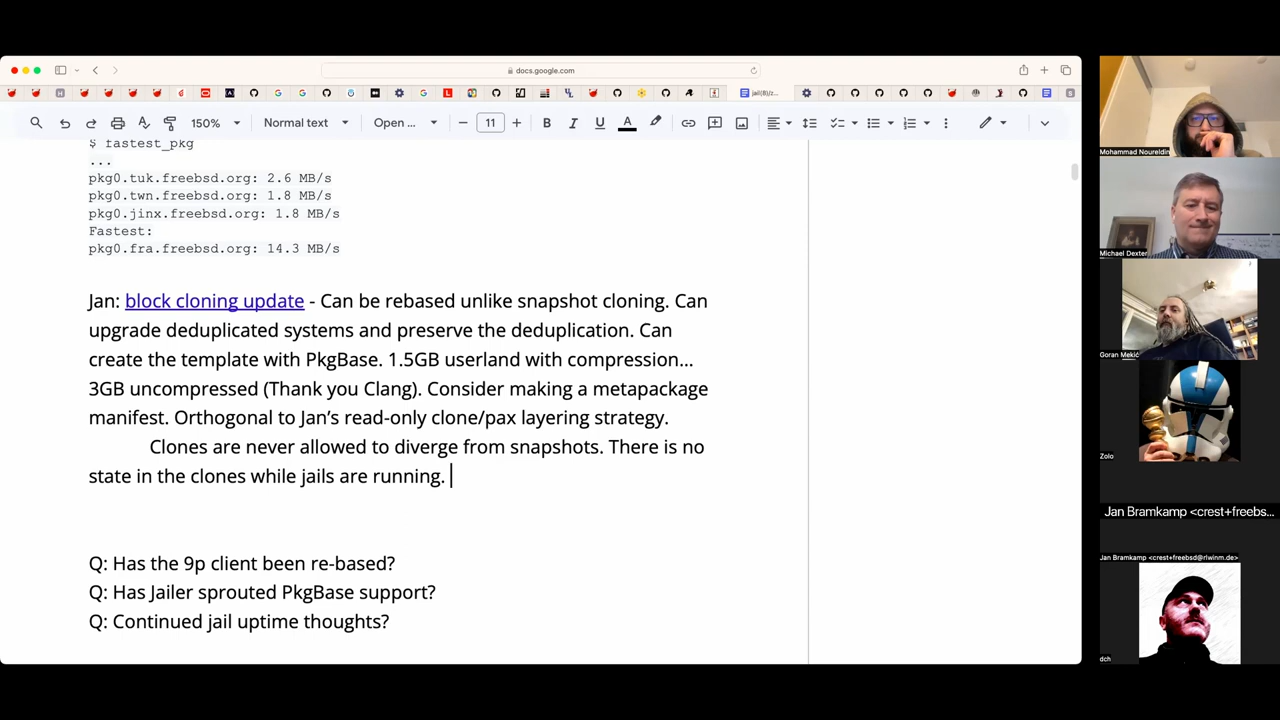 docs.google.com
jail(8)/z...
150%
Normal text
Open ...
11
$ fastest_pkg
...
pkg0.tuk.freebsd.org: 2.6 MB/s
pkg0.twn.freebsd.org: 1.8 MB/s
pkg0.jinx.freebsd.org: 1.8 MB/s
Fastest:
pkg0.fra.freebsd.org: 14.3 MB/s
Jan: block cloning update - Can be rebased unlike snapshot cloning. Can
upgrade deduplicated systems and preserve the deduplication. Can
create the template with PkgBase. 1.5GB userland with compression...
3GB uncompressed (Thank you Clang). Consider making a metapackage
manifest. Orthogonal to Jan’s read-only clone/pax layering strategy.
Clones are never allowed to diverge from snapshots. There is no
state in the clones while jails are running.
Q: Has the 9p client been re-based?
Q: Has Jailer sprouted PkgBase support?
Q: Continued jail uptime thoughts?
Mohammad Noureldin
Michael Dexter
Goran Mekić
Zolo
Jan Bramkamp <crest+freebs...
Jan Bramkamp <crest+freebsd@rlwinm.de>
dch